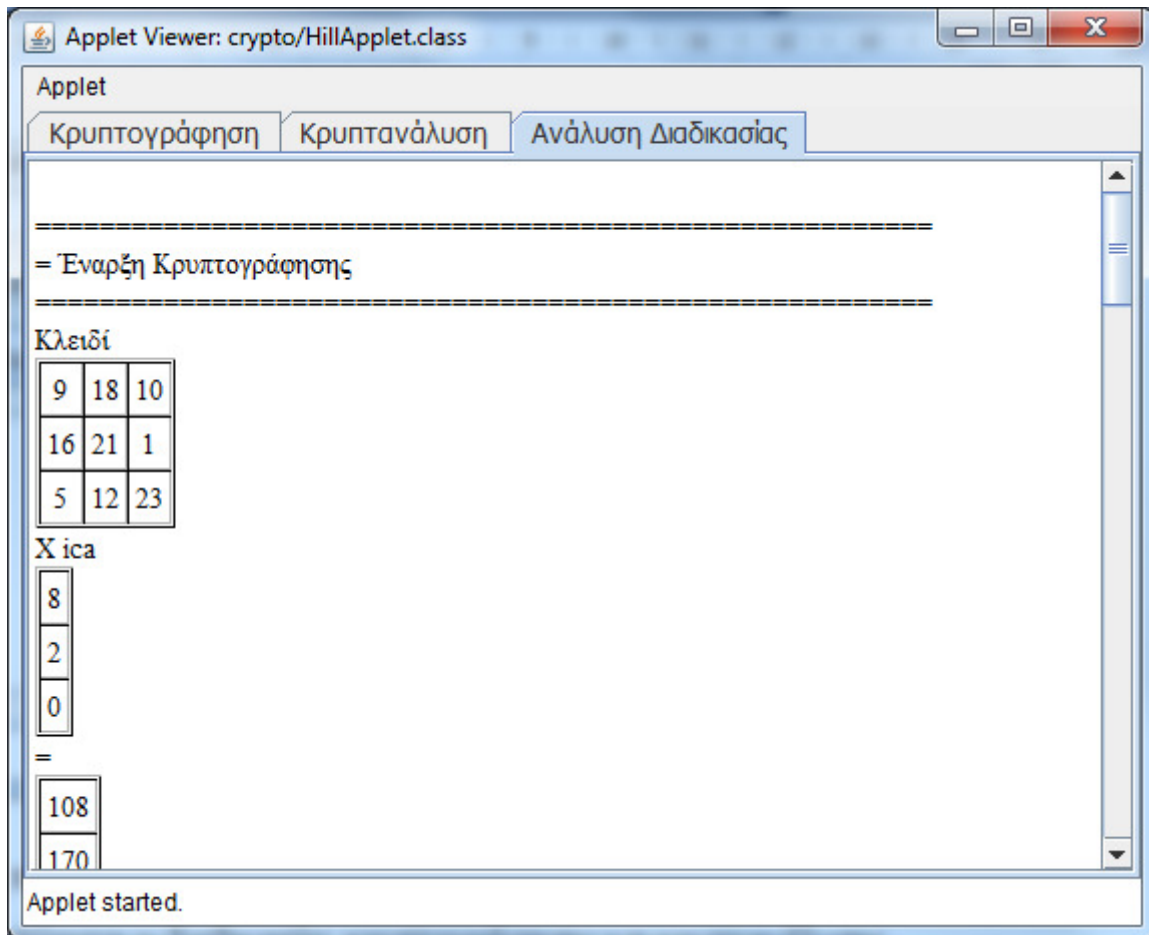 Applet Viewer: crypto/HillApplet.class
Applet
Κρυπτογράφηση Κρυπτανάλυση Ανάλυση Διαδικασίας
========================================================
= Έναρξη Κρυπτογράφησης
========================================================
Κλειδί
9 18 10
16 21 1
5 12 23
X ica
8
2
0
=
108
170
Applet started.